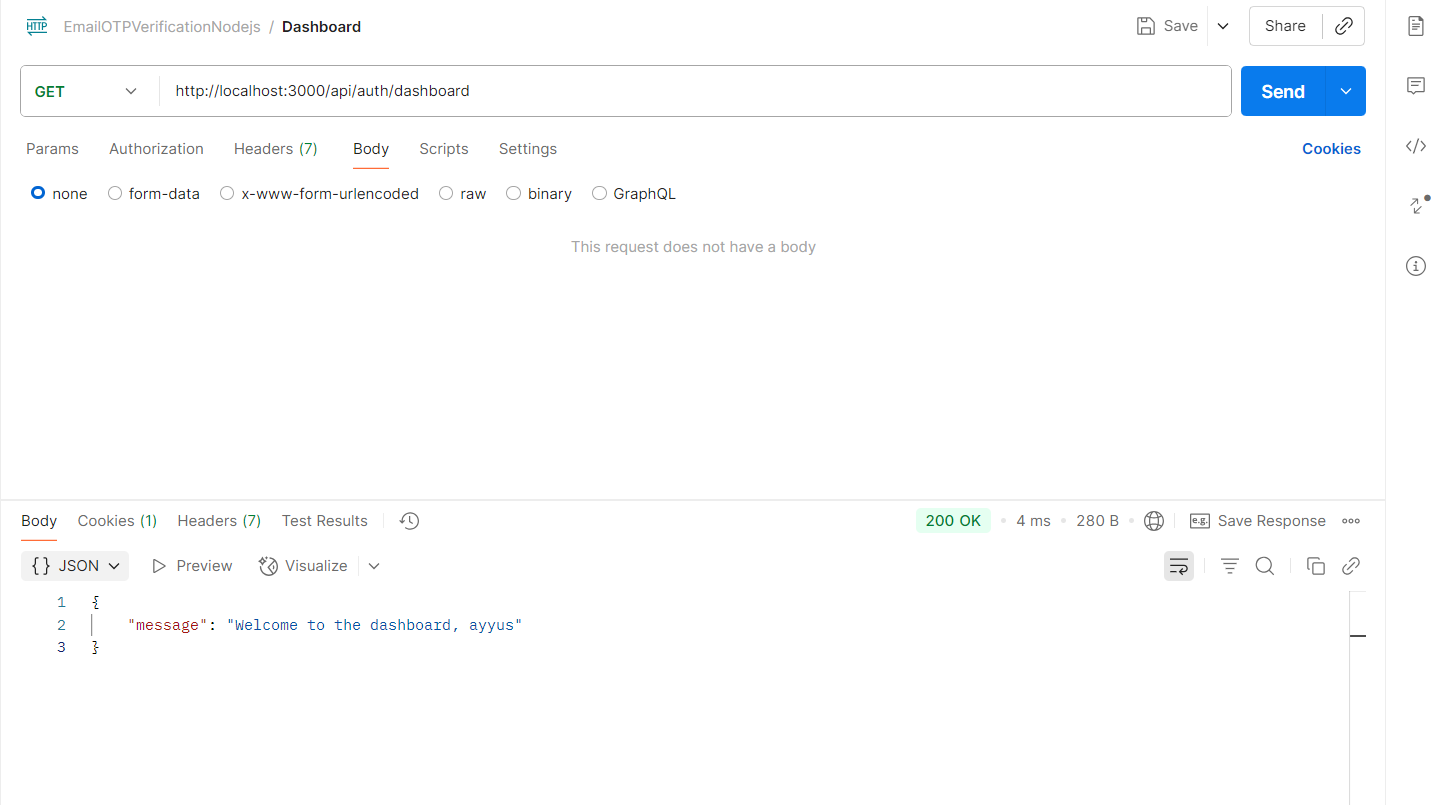 HTTP EmailOTPVerificationNodejs / Dashboard Save Share
GET http://localhost:3000/api/auth/dashboard Send
Params Authorization Headers (7) Body Scripts Settings Cookies
none form-data x-www-form-urlencoded raw binary GraphQL
This request does not have a body
Body Cookies (1) Headers (7) Test Results 200 OK • 4 ms • 280 B • e.g. Save Response
{} JSON Preview Visualize
1 {
2 "message": "Welcome to the dashboard, ayyus"
3 }